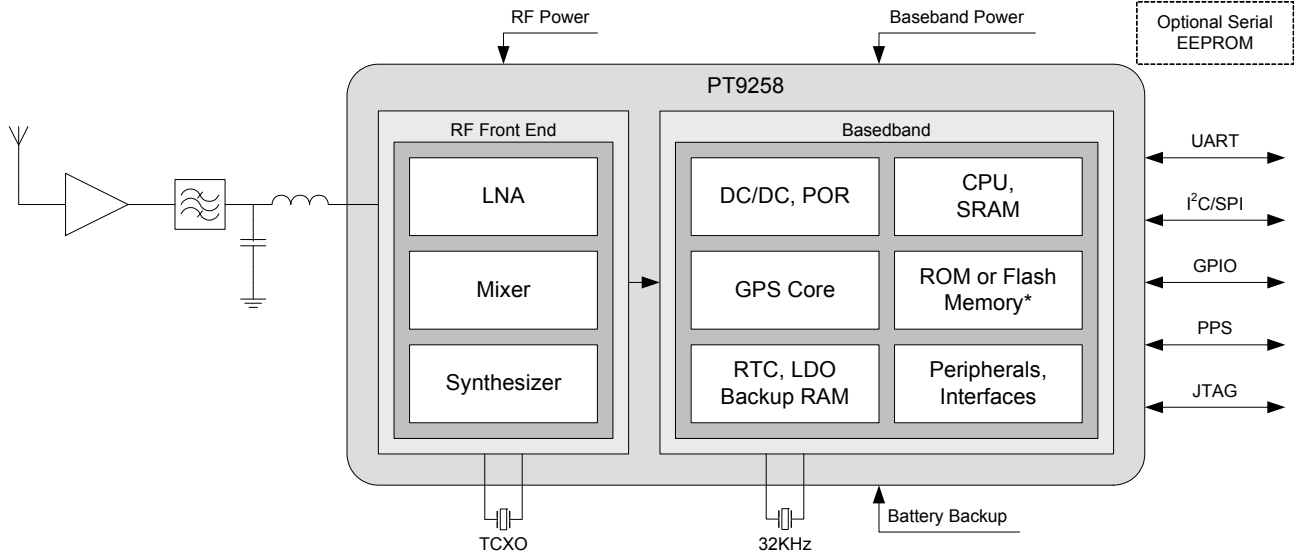 RF Power
Baseband Power
Optional Serial
EEPROM
PT9258
RF Front End
Basedband
LNA
DC/DC, POR
CPU,
SRAM
UART
I²C/SPI
Mixer
GPS Core
ROM or Flash
Memory*
GPIO
PPS
Synthesizer
RTC, LDO
Backup RAM
Peripherals,
Interfaces
JTAG
TCXO
32KHz
Battery Backup